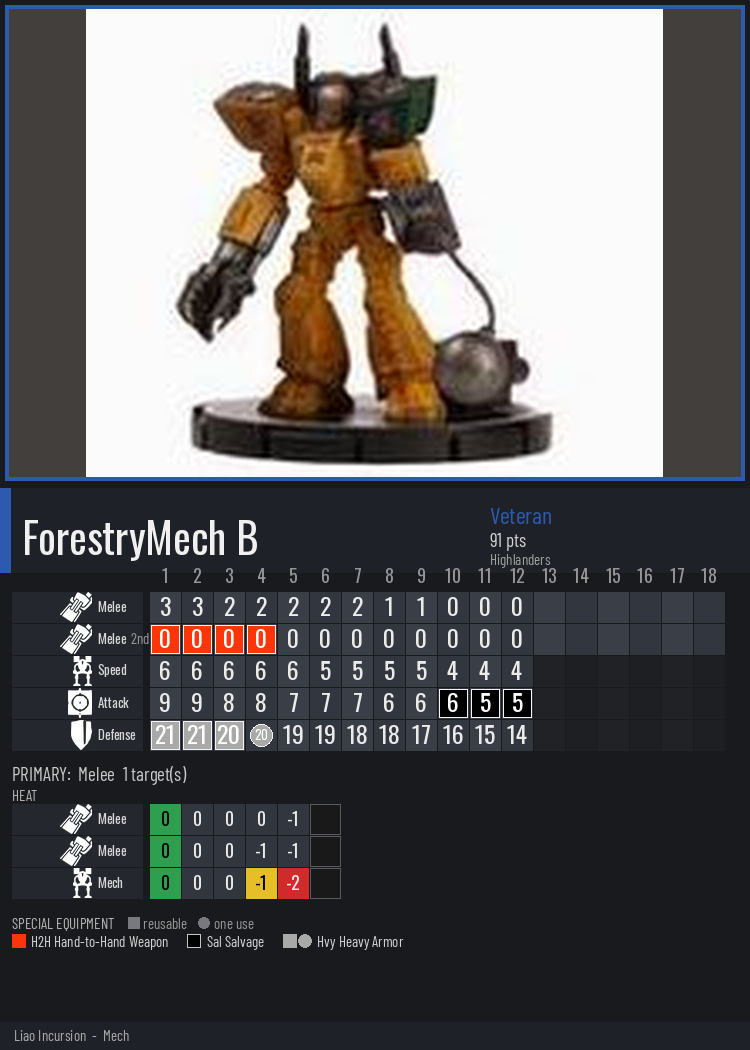 ForestryMech B
Veteran
91 pts
Highlanders
1 2 3 4 5 6 7 8 9 10 11 12 13 14 15 16 17 18
Melee 3 3 2 2 2 2 2 1 1 0 0 0
Melee 2nd 0 0 0 0 0 0 0 0 0 0 0 0
Speed 6 6 6 6 6 5 5 5 5 4 4 4
Attack 9 9 8 8 7 7 7 6 6 6 5 5
Defense 21 21 20 20 19 19 18 18 17 16 15 14
PRIMARY: Melee 1 target(s)
HEAT
Melee 0 0 0 0 -1
Melee 0 0 0 -1 -1
Mech 0 0 0 -1 -2
SPECIAL EQUIPMENT reusable one use
H2H Hand-to-Hand Weapon Sal Salvage Hvy Heavy Armor
Liao Incursion - Mech